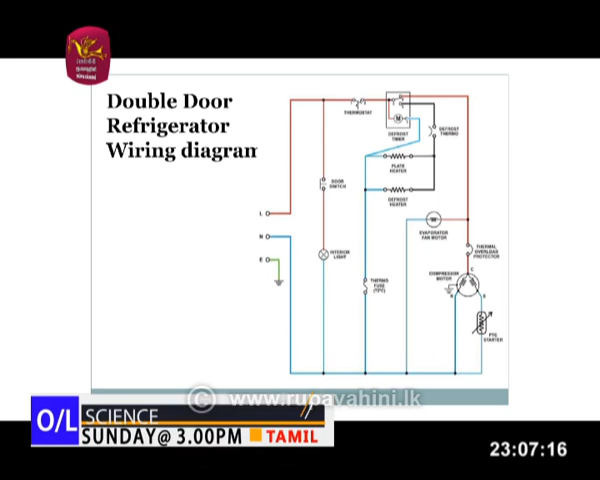 Double Door
Refrigerator
Wiring diagram
THERMOSTAT
M
DEFROST
TIMER
DEFROST
THERMO
PLATE
HEATER
DOOR
SWITCH
DEFROST
HEATER
L
N
E
EVAPORATOR
FAN MOTOR
INTERIOR
LIGHT
THERMAL
OVERLOAD
PROTECTOR
COMPRESSION
MOTOR
C
R
S
THERMO
FUSE
PTC
STARTER
© www.rupavahini.lk
O/L SCIENCE
SUNDAY@ 3.00PM TAMIL
23:07:16